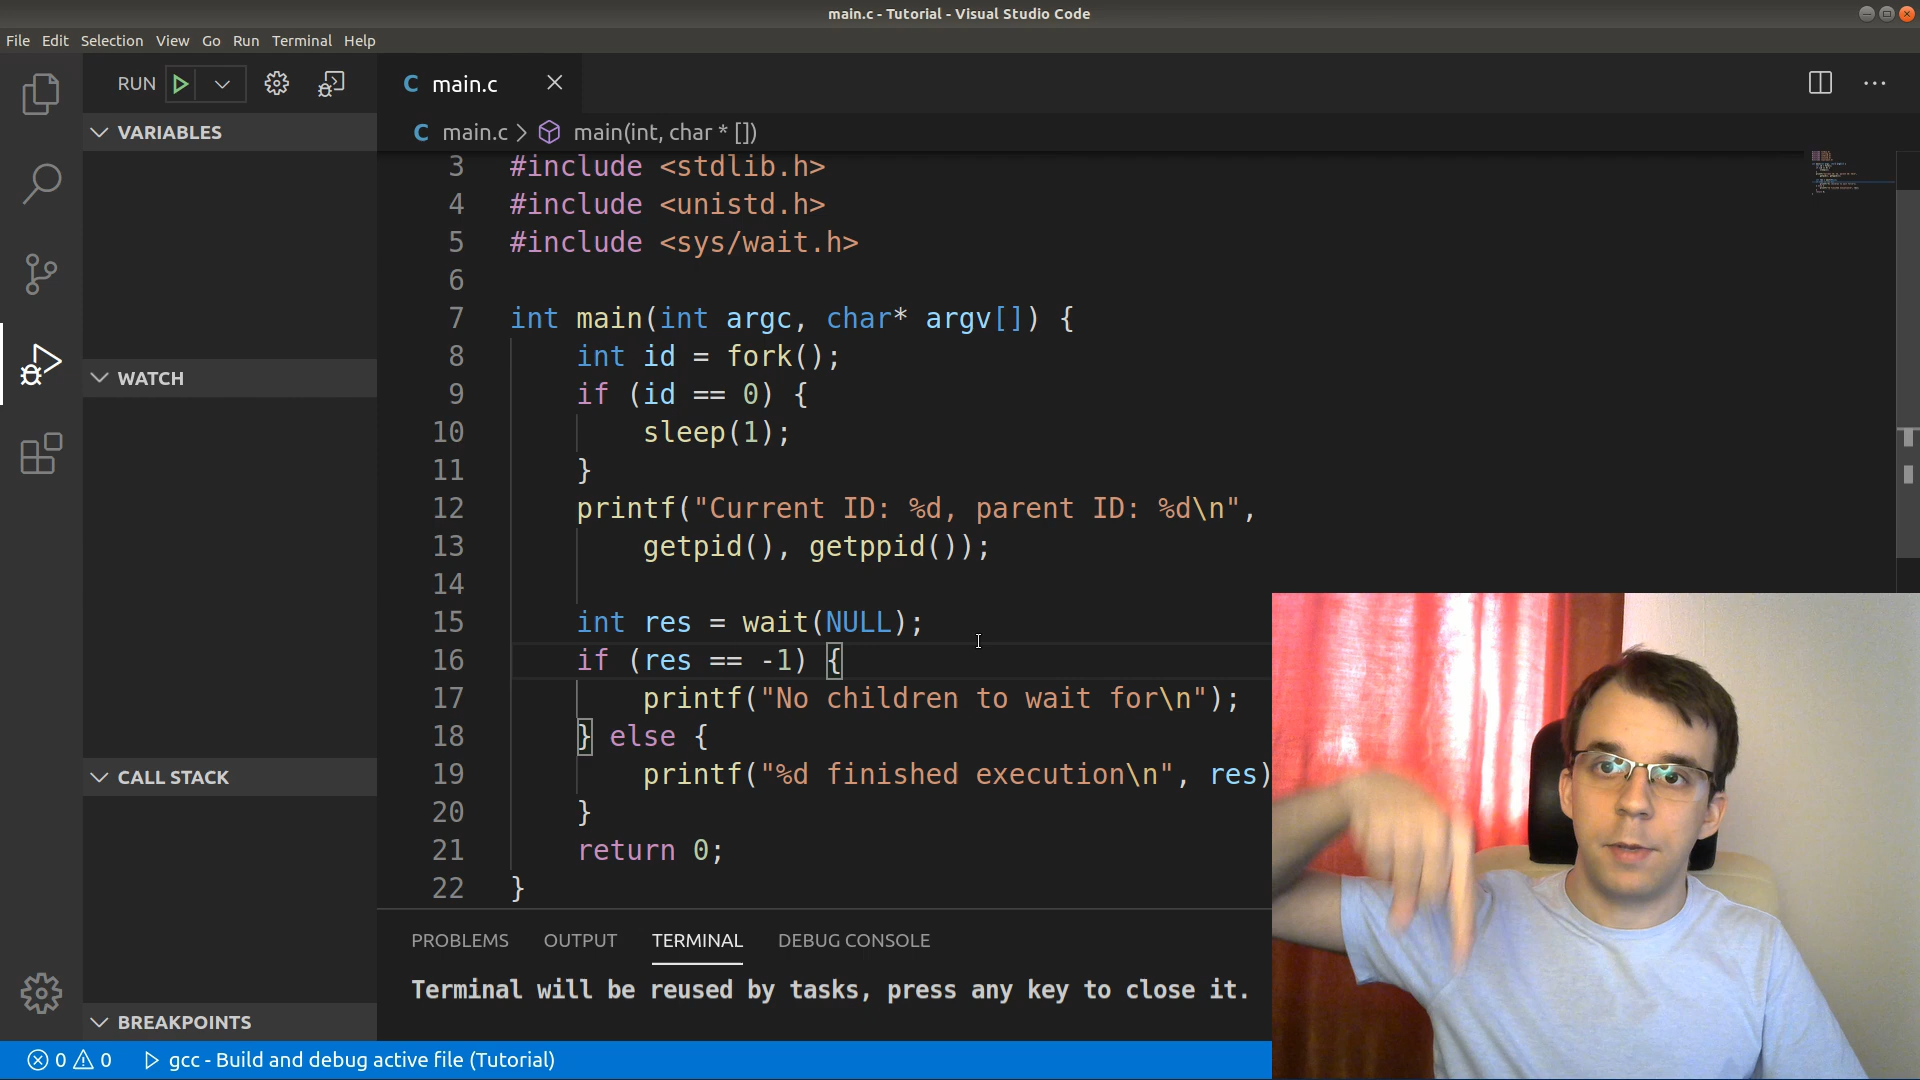 main.c - Tutorial - Visual Studio Code
File Edit Selection View Go Run Terminal Help
RUN
C main.c
VARIABLES
C main.c > main(int, char * [])
3 #include <stdlib.h>
4 #include <unistd.h>
5 #include <sys/wait.h>
6
7 int main(int argc, char* argv[]) {
8 int id = fork();
WATCH
9 if (id == 0) {
10 sleep(1);
11 }
12 printf("Current ID: %d, parent ID: %d\n",
13 getpid(), getppid());
14
15 int res = wait(NULL);
16 if (res == -1) {
17 printf("No children to wait for\n");
18 } else {
CALL STACK
19 printf("%d finished execution\n", res)
20 }
21 return 0;
22 }
PROBLEMS OUTPUT TERMINAL DEBUG CONSOLE
Terminal will be reused by tasks, press any key to close it.
BREAKPOINTS
0 0 gcc - Build and debug active file (Tutorial)